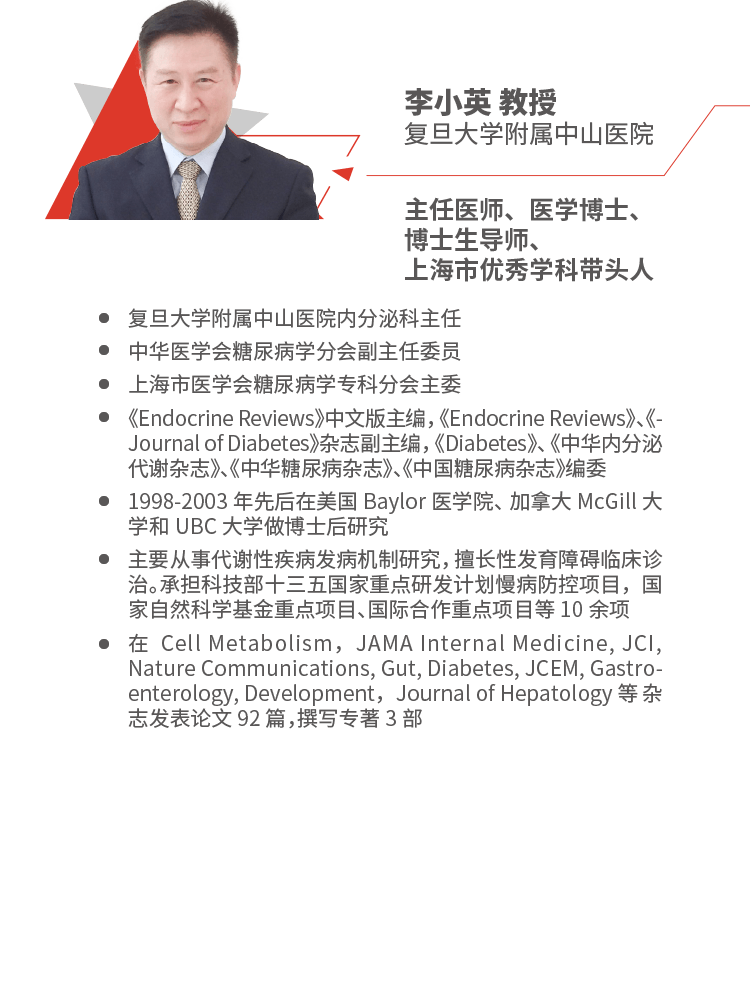 李小英 教授
复旦大学附属中山医院
主任医师、医学博士、
博士生导师、
上海市优秀学科带头人
复旦大学附属中山医院内分泌科主任
中华医学会糖尿病学分会副主任委员
上海市医学会糖尿病学专科分会主委
《Endocrine Reviews》中文版主编，《Endocrine Reviews》、《-
Journal of Diabetes》杂志副主编，《Diabetes》、《中华内分泌
代谢杂志》、《中华糖尿病杂志》、《中国糖尿病杂志》编委
1998-2003 年先后在美国 Baylor 医学院、加拿大 McGill 大
学和 UBC 大学做博士后研究
主要从事代谢性疾病发病机制研究，擅长性发育障碍临床诊
治。承担科技部十三五国家重点研发计划慢病防控项目，国
家自然科学基金重点项目、国际合作重点项目等 10 余项
在 Cell Metabolism，JAMA Internal Medicine, JCI,
Nature Communications, Gut, Diabetes, JCEM, Gastro-
enterology, Development，Journal of Hepatology 等 杂
志发表论文 92 篇，撰写专著 3 部